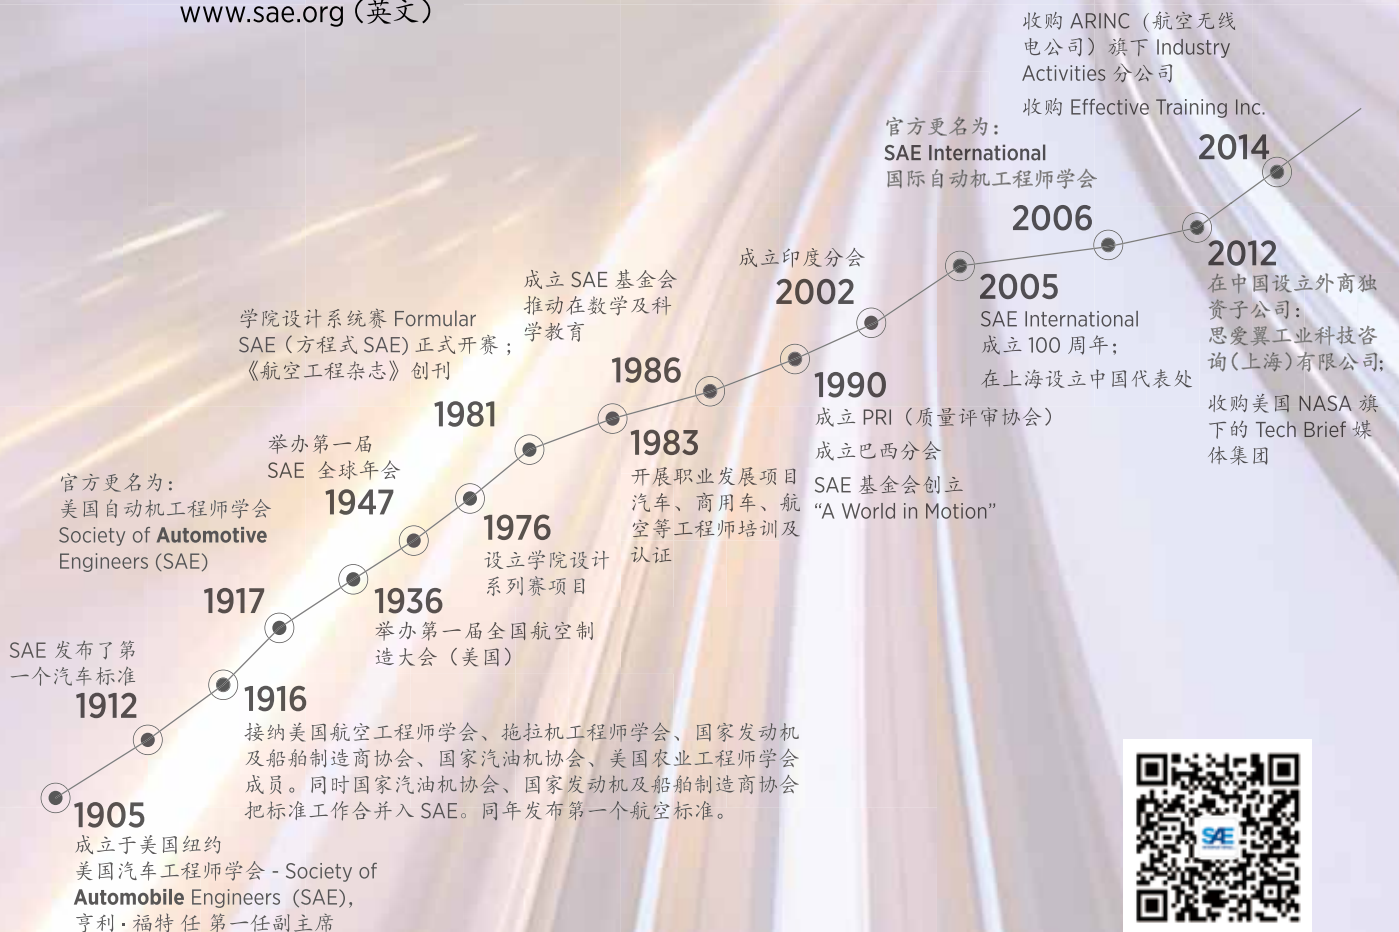 www.sae.org (英文)
收购 ARINC（航空无线
电公司）旗下 Industry
Activities 分公司
收购 Effective Training Inc.
2014
官方更名为：
SAE International
国际自动机工程师学会
2006
2012
在中国设立外商独
资子公司：
思爱翼工业科技咨
询(上海)有限公司;
收购美国 NASA 旗
下的 Tech Brief 媒
体集团
成立印度分会
2002
2005
SAE International
成立 100 周年；
在上海设立中国代表处
成立 SAE 基金会
推动在数学及科
学教育
1986
1990
成立 PRI（质量评审协会）
成立巴西分会
SAE 基金会创立
“A World in Motion”
学院设计系统赛 Formular
SAE（方程式 SAE) 正式开赛；
《航空工程杂志》创刊
1981
1983
开展职业发展项目
汽车、商用车、航
空等工程师培训及
认证
举办第一届
SAE 全球年会
1947
1976
设立学院设计
系列赛项目
官方更名为：
美国自动机工程师学会
Society of Automotive
Engineers (SAE)
1917
1936
举办第一届全国航空制
造大会（美国）
SAE 发布了第
一个汽车标准
1912
1916
接纳美国航空工程师学会、拖拉机工程师学会、国家发动机
及船舶制造商协会、国家汽油机协会、美国农业工程师学会
成员。同时国家汽油机协会、国家发动机及船舶制造商协会
把标准工作合并入 SAE。同年发布第一个航空标准。
1905
成立于美国纽约
美国汽车工程师学会 - Society of
Automobile Engineers (SAE),
亨利·福特 任 第一任副主席
SAE